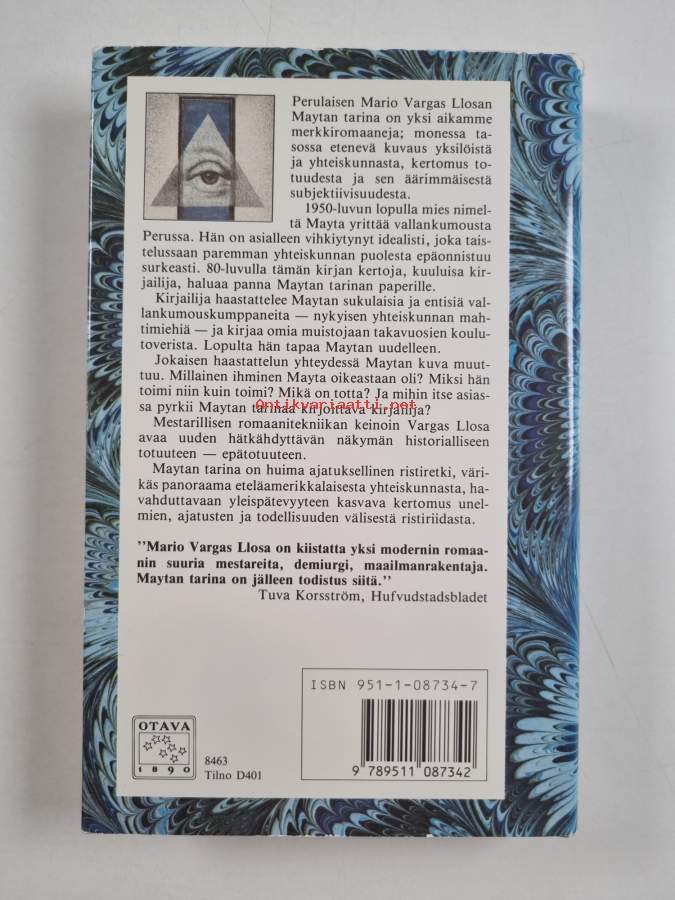 Perulaisen Mario Vargas Llosan
Maytan tarina on yksi aikamme
merkkiromaaneja; monessa ta-
sossa etenevä kuvaus yksilöistä
ja yhteiskunnasta, kertomus to-
tuudesta ja sen äärimmäisestä
subjektiivisuudesta.
1950-luvun lopulla mies nimel-
tä Mayta yrittää vallankumousta
Perussa. Hän on asialleen vihkiytynyt idealisti, joka tais-
telussaan paremman yhteiskunnan puolesta epäonnistuu
surkeasti. 80-luvulla tämän kirjan kertoja, kuuluisa kir-
jailija, haluaa panna Maytan tarinan paperille.
Kirjailija haastattelee Maytan sukulaisia ja entisiä val-
lankumouskumppaneita — nykyisen yhteiskunnan mah-
timiehiä — ja kirjaa omia muistojaan takavuosien koulu-
toverista. Lopulta hän tapaa Maytan uudelleen.
Jokaisen haastattelun yhteydessä Maytan kuva muut-
tuu. Millainen ihminen Mayta oikeastaan oli? Miksi hän
toimi niin kuin toimi? Mikä on totta? Ja mihin itse asias-
sa pyrkii Maytan tarinaa kirjoittava kirjailija?
Antikvariaatti.net
Mestarillisen romaanitekniikan keinoin Vargas Llosa
avaa uuden hätkähdyttävän näkymän historialliseen
totuuteen — epätotuuteen.
Maytan tarina on huima ajatuksellinen ristiretki, väri-
käs panoraama eteläamerikkalaisesta yhteiskunnasta, ha-
vahduttavaan yleispätevyyteen kasvava kertomus unel-
mien, ajatusten ja todellisuuden välisestä ristiriidasta.
''Mario Vargas Llosa on kiistatta yksi modernin romaa-
nin suuria mestareita, demiurgi, maailmanrakentaja.
Maytan tarina on jälleen todistus siitä.''
Tuva Korsström, Hufvudstadsbladet
ISBN 951-1-08734-7
OTAVA
1890
8463
Tilno D401
9 789511 087342